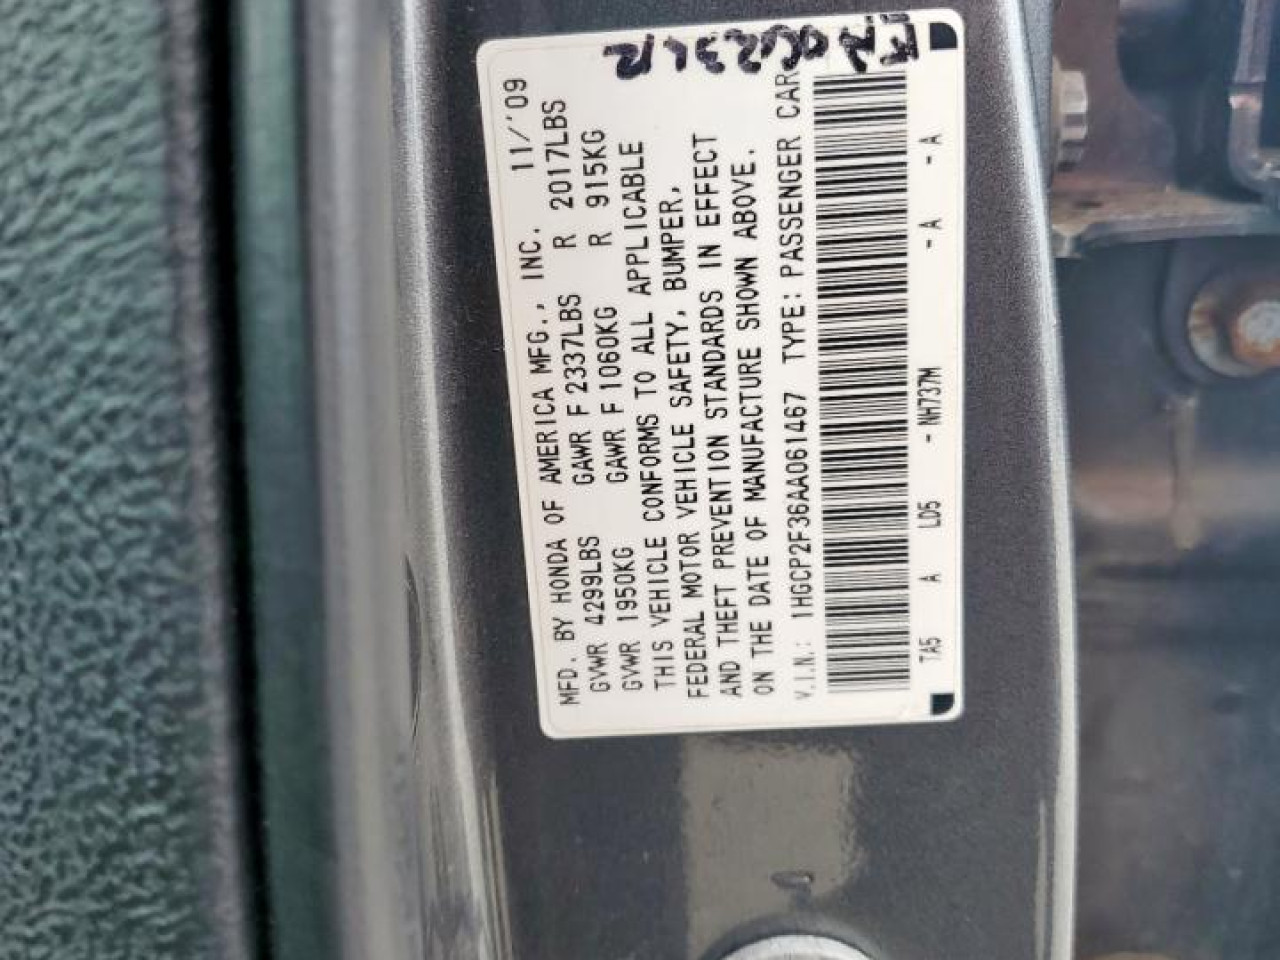 MFD. BY HONDA OF AMERICA MFG., INC. 11/'09
GVWR 4299LBS GAWR F 2337LBS R 2017LBS
GVWR 1950KG GAWR F 1060KG R 915KG
THIS VEHICLE CONFORMS TO ALL APPLICABLE
FEDERAL MOTOR VEHICLE SAFETY, BUMPER,
AND THEFT PREVENTION STANDARDS IN EFFECT
ON THE DATE OF MANUFACTURE SHOWN ABOVE.
V.I.N.: 1HGCP2F36AA061467 TYPE: PASSENGER CAR
TA5 A LD5 - NH737M - A - A